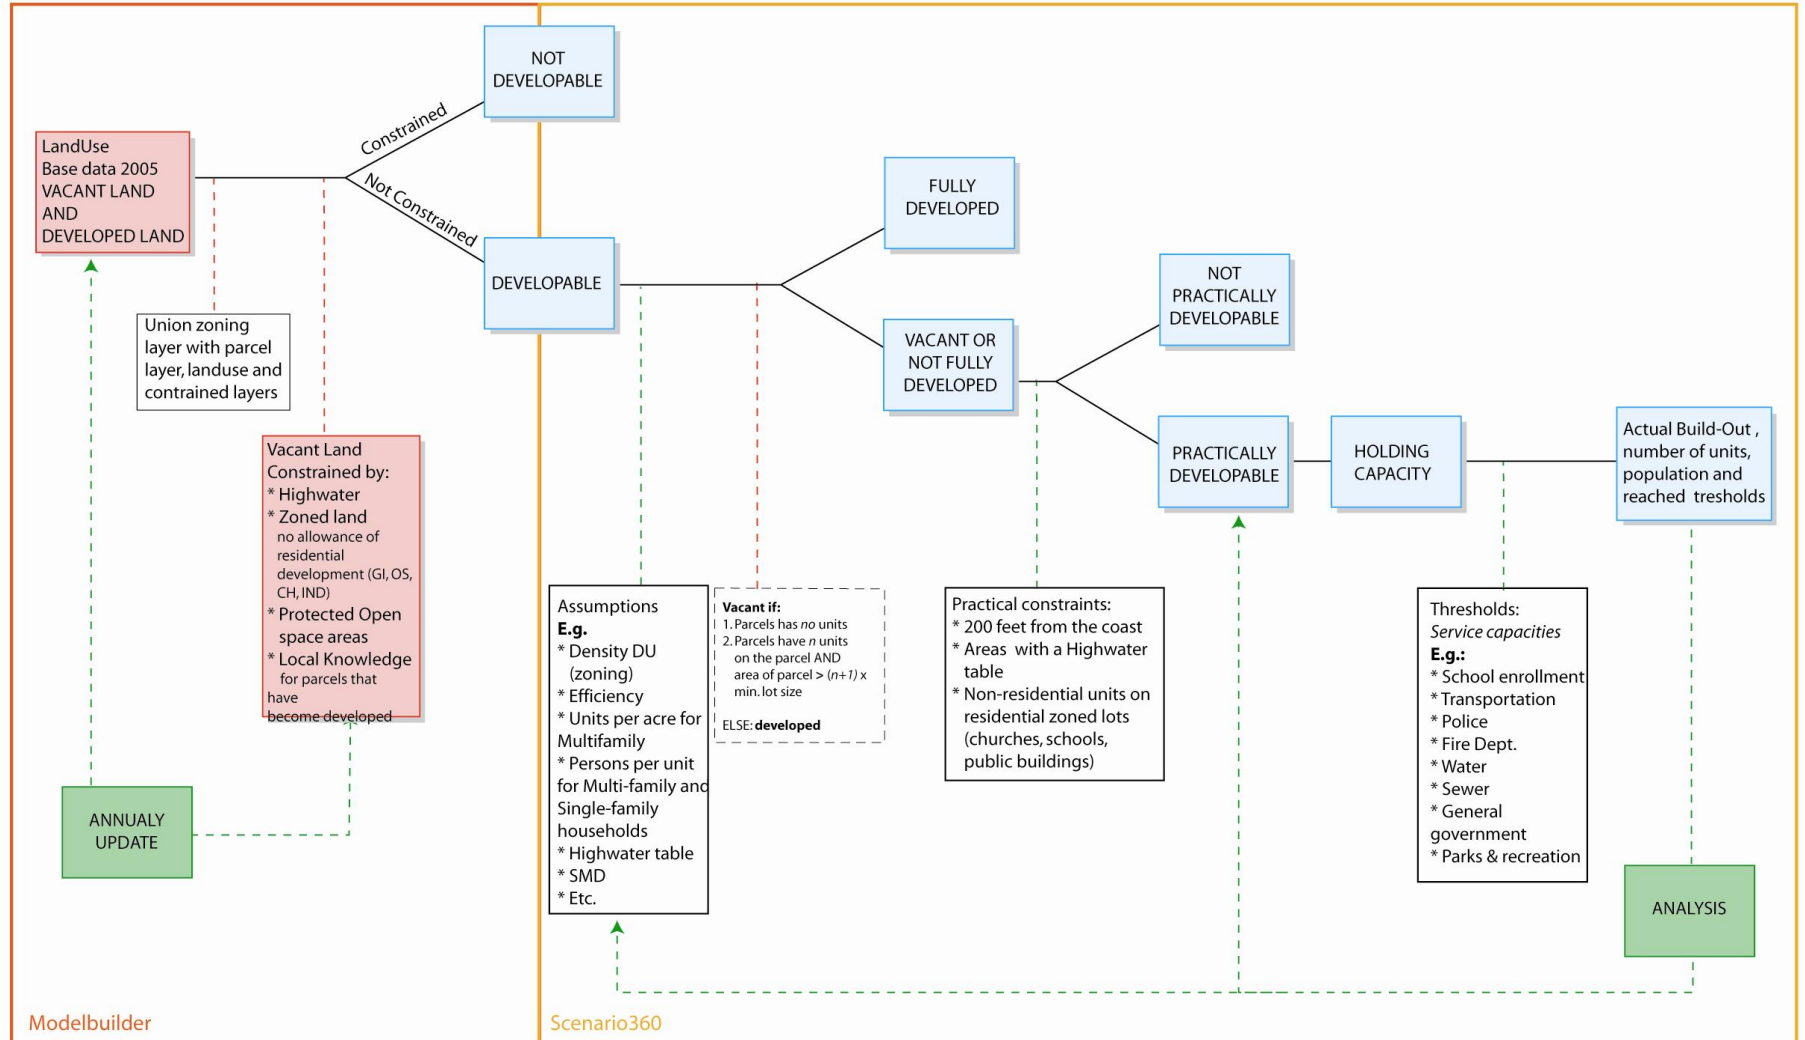 NOT
DEVELOPABLE
Constrained
LandUse
Base data 2005
VACANT LAND
AND
DEVELOPED LAND
Not Constrained
FULLY
DEVELOPED
DEVELOPABLE
NOT
PRACTICALLY
DEVELOPABLE
Union zoning
layer with parcel
layer, landuse and
contrained layers
VACANT OR
NOT FULLY
DEVELOPED
Vacant Land
Constrained by:
* Highwater
* Zoned land
no allowance of
residential
development (GI, OS,
CH, IND)
* Protected Open
space areas
* Local Knowledge
for parcels that
have
become developed
PRACTICALLY
DEVELOPABLE
HOLDING
CAPACITY
Actual Build-Out ,
number of units,
population and
reached tresholds
Assumptions
E.g.
* Density DU
(zoning)
* Efficiency
* Units per acre for
Multifamily
* Persons per unit
for Multi-family and
Single-family
households
* Highwater table
* SMD
* Etc.
Vacant if:
1. Parcels has no units
2. Parcels have n units
on the parcel AND
area of parcel > (n+1) x
min. lot size
ELSE: developed
Practical constraints:
* 200 feet from the coast
* Areas with a Highwater
table
* Non-residential units on
residential zoned lots
(churches, schools,
public buildings)
Thresholds:
Service capacities
E.g.:
* School enrollment
* Transportation
* Police
* Fire Dept.
* Water
* Sewer
* General
government
* Parks & recreation
ANNUALY
UPDATE
ANALYSIS
Modelbuilder
Scenario360